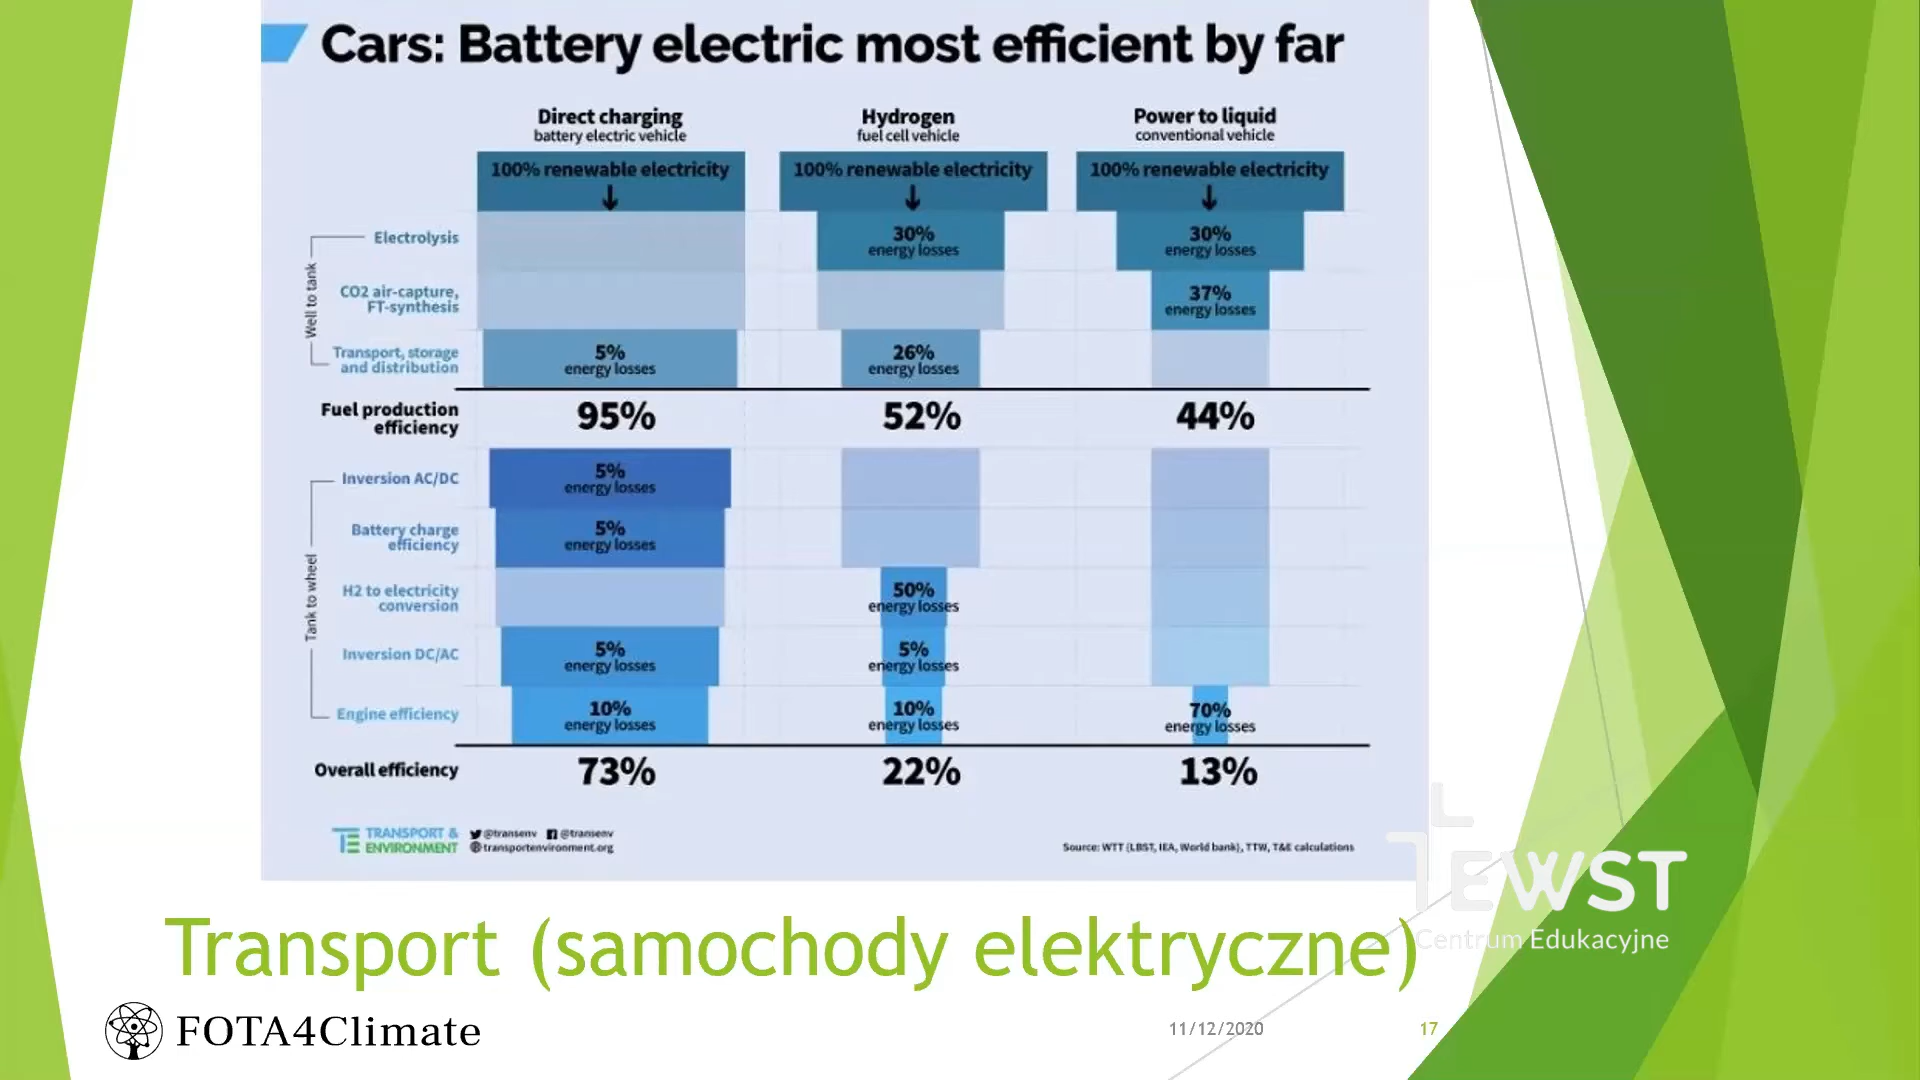 Cars: Battery electric most efficient by far
Direct charging
battery electric vehicle
Hydrogen
fuel cell vehicle
Power to liquid
conventional vehicle
100% renewable electricity
100% renewable electricity
100% renewable electricity
Well to tank
Electrolysis
30%
energy losses
30%
energy losses
CO2 air-capture,
FT-synthesis
37%
energy losses
Transport, storage
and distribution
5%
energy losses
26%
energy losses
Fuel production
efficiency
95%
52%
44%
Tank to wheel
Inversion AC/DC
5%
energy losses
Battery charge
efficiency
5%
energy losses
H2 to electricity
conversion
50%
energy losses
Inversion DC/AC
5%
energy losses
5%
energy losses
Engine efficiency
10%
energy losses
10%
energy losses
70%
energy losses
Overall efficiency
73%
22%
13%
TRANSPORT &
ENVIRONMENT
@transenv @transenv
transportenvironment.org
Source: WTT (LBST, IEA, World bank), TTW, T&E calculations
TEWST
Centrum Edukacyjne
Transport (samochody elektryczne)
FOTA4Climate
11/12/2020
17